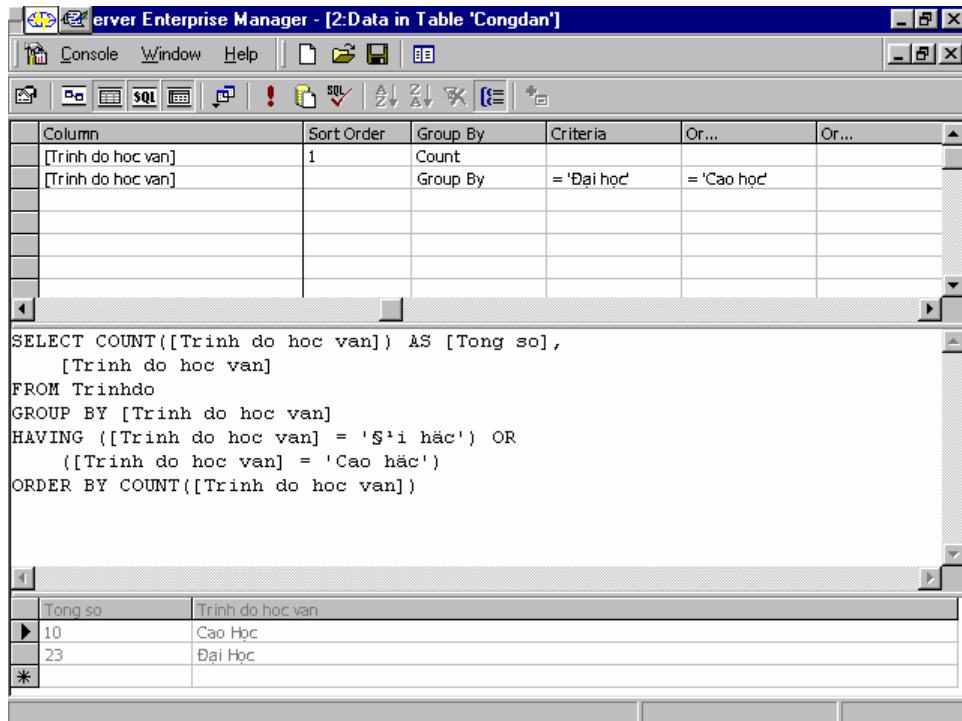 erver Enterprise Manager - [2:Data in Table 'Congdan']
Console Window Help
SQL SQL A Z Z A
Column Sort Order Group By Criteria Or... Or...
[Trinh do hoc van] 1 Count
[Trinh do hoc van] Group By = 'Đại học' = 'Cao học'
SELECT COUNT([Trinh do hoc van]) AS [Tong so],
[Trinh do hoc van]
FROM Trinhdo
GROUP BY [Trinh do hoc van]
HAVING ([Trinh do hoc van] = '§¹i häc') OR
([Trinh do hoc van] = 'Cao häc')
ORDER BY COUNT([Trinh do hoc van])
Tong so Trinh do hoc van
10 Cao Học
23 Đại Học